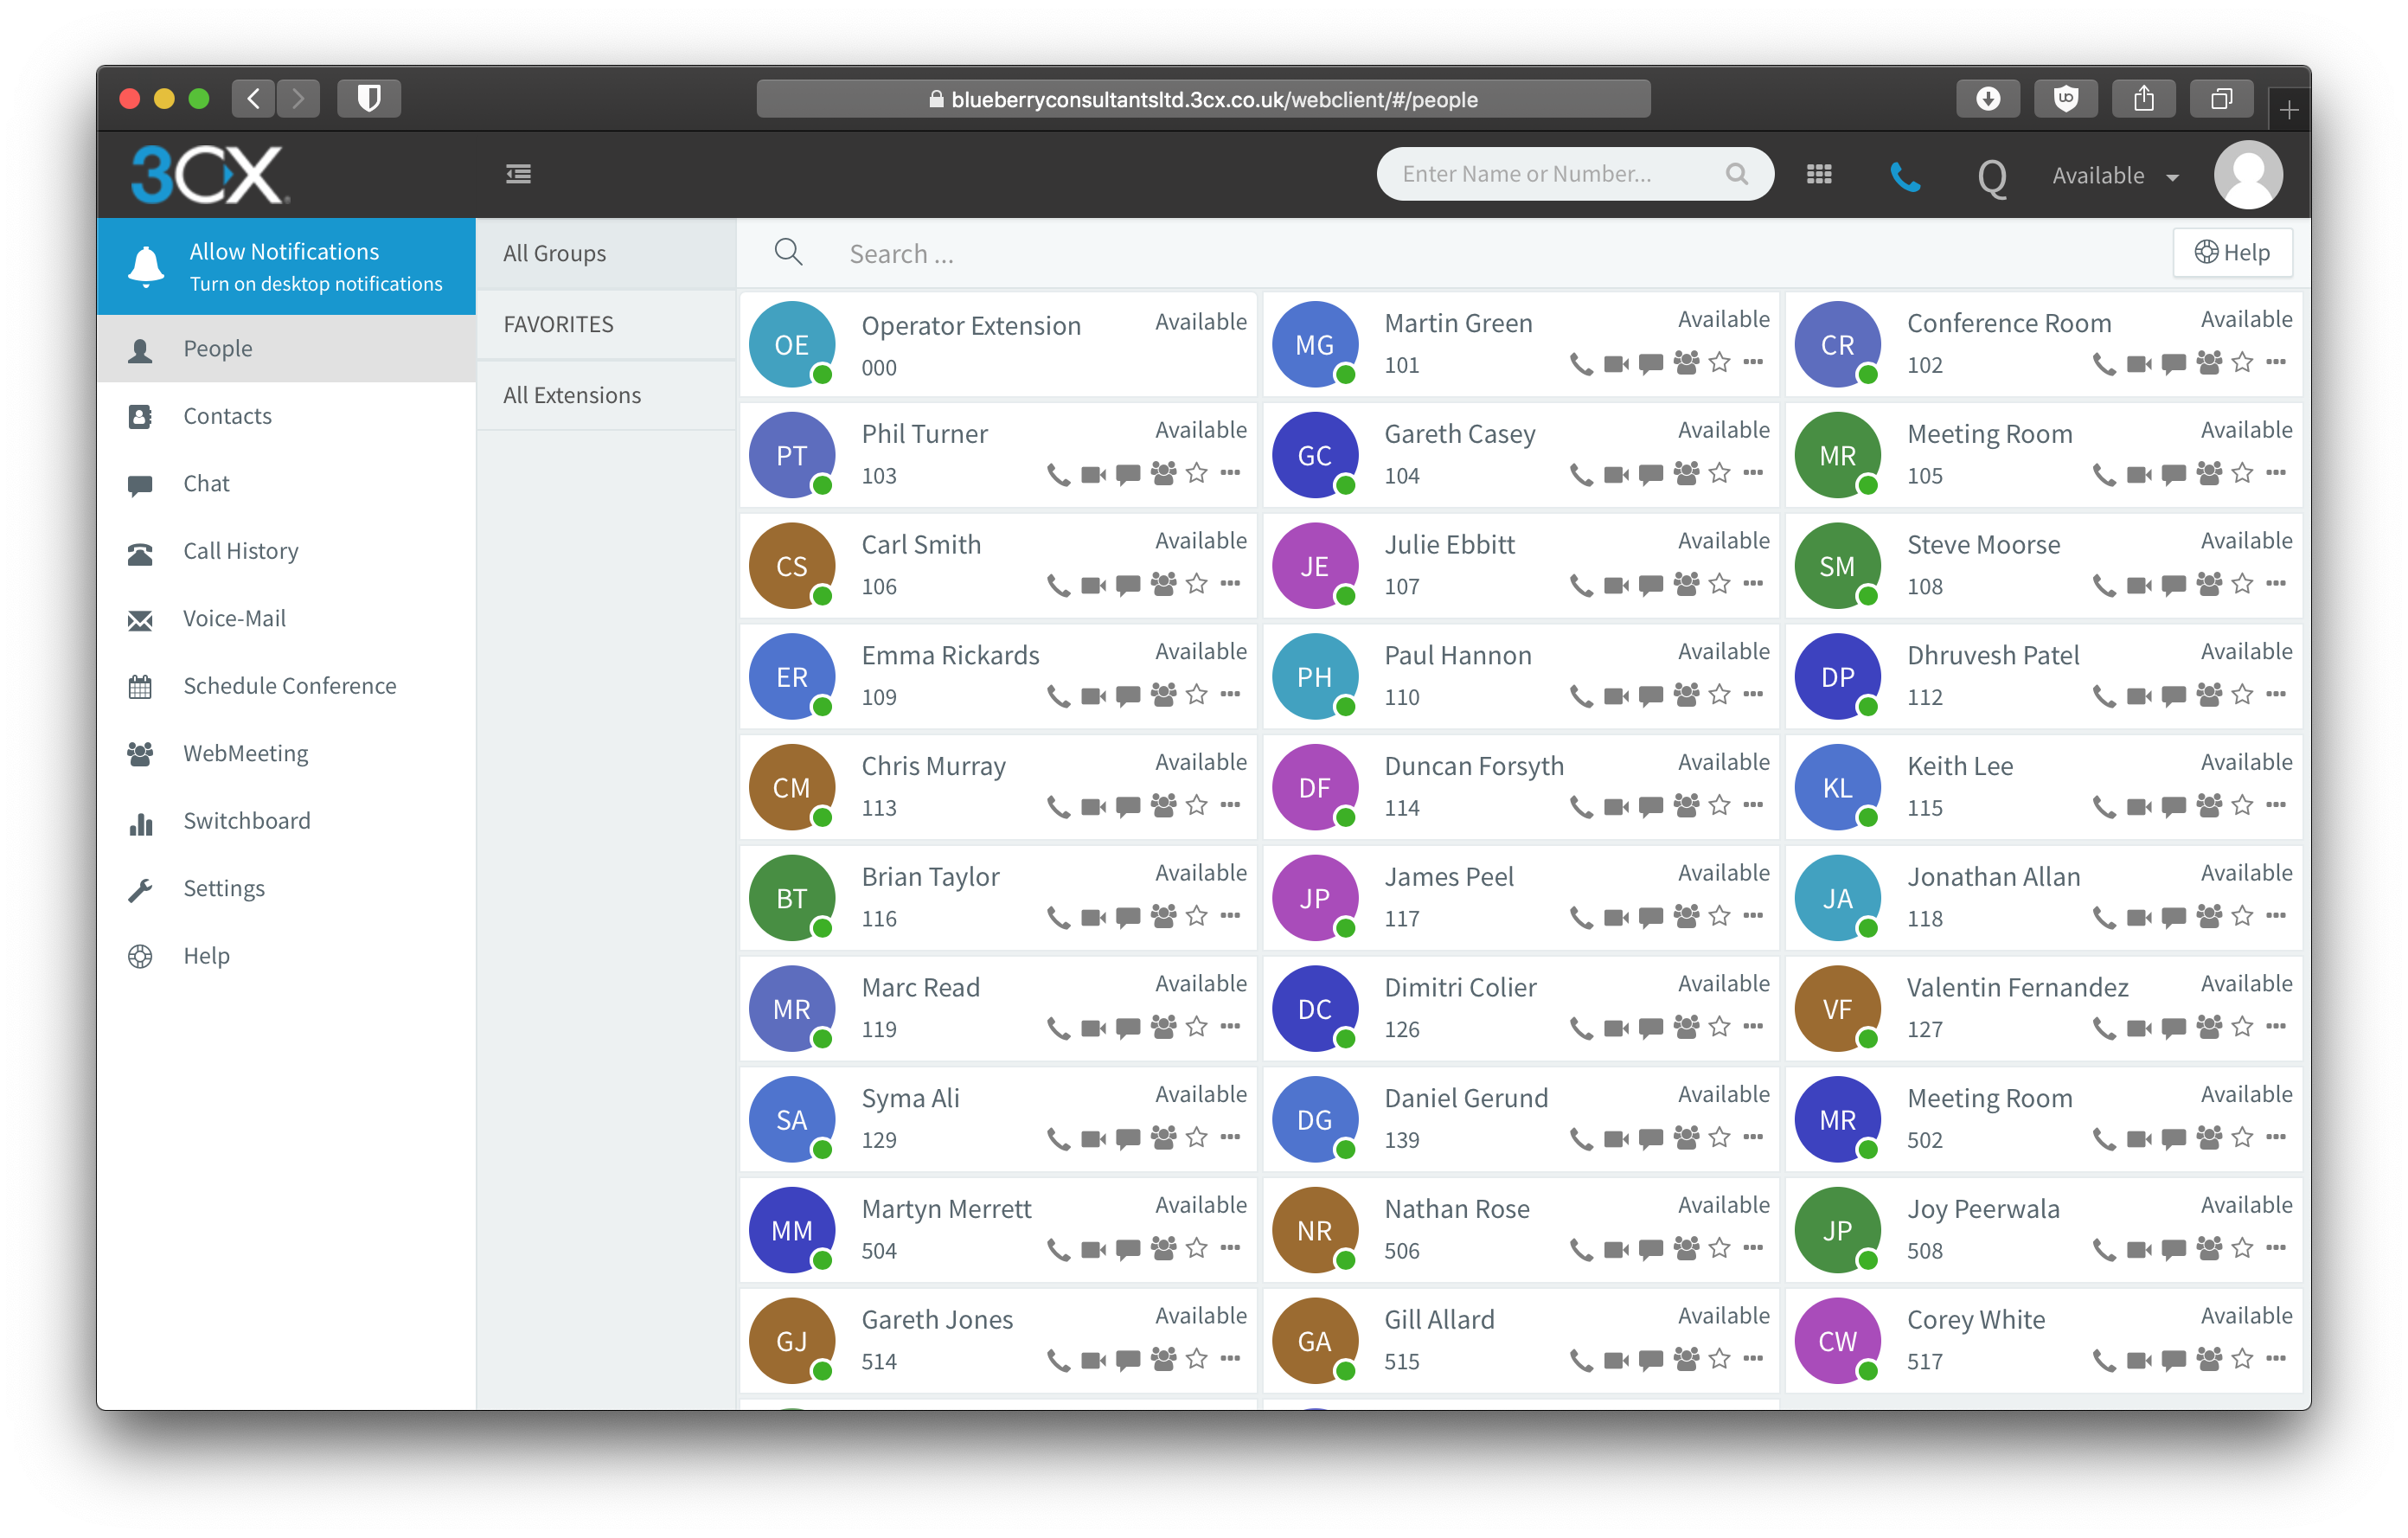 blueberryconsultantsltd.3cx.co.uk/webclient/#/people
3CX
Enter Name or Number...
Q
Available
Allow Notifications
Turn on desktop notifications
People
Contacts
Chat
Call History
Voice-Mail
Schedule Conference
WebMeeting
Switchboard
Settings
Help
All Groups
FAVORITES
All Extensions
Search ...
Help
OE Operator Extension Available
000
MG Martin Green Available
101
CR Conference Room Available
102
PT Phil Turner Available
103
GC Gareth Casey Available
104
MR Meeting Room Available
105
CS Carl Smith Available
106
JE Julie Ebbitt Available
107
SM Steve Moorse Available
108
ER Emma Rickards Available
109
PH Paul Hannon Available
110
DP Dhruvesh Patel Available
112
CM Chris Murray Available
113
DF Duncan Forsyth Available
114
KL Keith Lee Available
115
BT Brian Taylor Available
116
JP James Peel Available
117
JA Jonathan Allan Available
118
MR Marc Read Available
119
DC Dimitri Colier Available
126
VF Valentin Fernandez Available
127
SA Syma Ali Available
129
DG Daniel Gerund Available
139
MR Meeting Room Available
502
MM Martyn Merrett Available
504
NR Nathan Rose Available
506
JP Joy Peerwala Available
508
GJ Gareth Jones Available
514
GA Gill Allard Available
515
CW Corey White Available
517